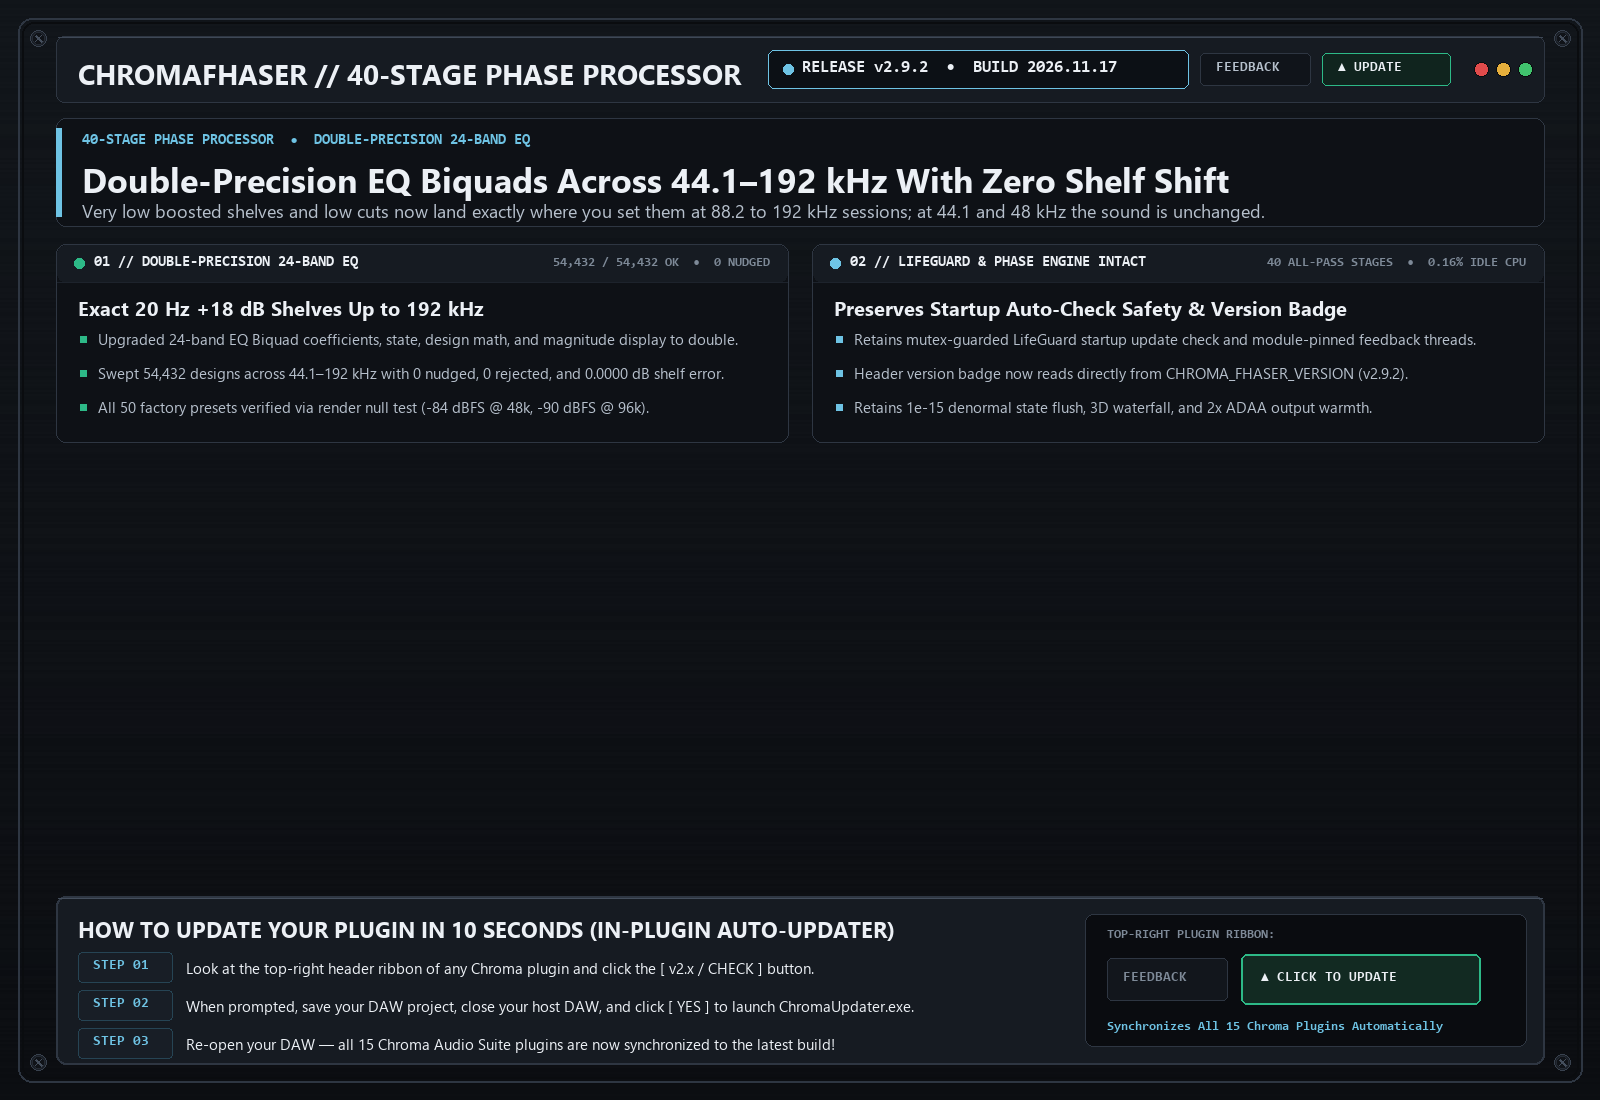 CHROMAFHASER // 40-STAGE PHASE PROCESSOR
RELEASE v2.9.2 • BUILD 2026.11.17
FEEDBACK
▲ UPDATE
40-STAGE PHASE PROCESSOR • DOUBLE-PRECISION 24-BAND EQ
Double-Precision EQ Biquads Across 44.1–192 kHz With Zero Shelf Shift
Very low boosted shelves and low cuts now land exactly where you set them at 88.2 to 192 kHz sessions; at 44.1 and 48 kHz the sound is unchanged.
01 // DOUBLE-PRECISION 24-BAND EQ
54,432 / 54,432 OK • 0 NUDGED
Exact 20 Hz +18 dB Shelves Up to 192 kHz
Upgraded 24-band EQ Biquad coefficients, state, design math, and magnitude display to double.
Swept 54,432 designs across 44.1–192 kHz with 0 nudged, 0 rejected, and 0.0000 dB shelf error.
All 50 factory presets verified via render null test (-84 dBFS @ 48k, -90 dBFS @ 96k).
02 // LIFEGUARD & PHASE ENGINE INTACT
40 ALL-PASS STAGES • 0.16% IDLE CPU
Preserves Startup Auto-Check Safety & Version Badge
Retains mutex-guarded LifeGuard startup update check and module-pinned feedback threads.
Header version badge now reads directly from CHROMA_FHASER_VERSION (v2.9.2).
Retains 1e-15 denormal state flush, 3D waterfall, and 2x ADAA output warmth.
HOW TO UPDATE YOUR PLUGIN IN 10 SECONDS (IN-PLUGIN AUTO-UPDATER)
STEP 01
Look at the top-right header ribbon of any Chroma plugin and click the [ v2.x / CHECK ] button.
STEP 02
When prompted, save your DAW project, close your host DAW, and click [ YES ] to launch ChromaUpdater.exe.
STEP 03
Re-open your DAW — all 15 Chroma Audio Suite plugins are now synchronized to the latest build!
TOP-RIGHT PLUGIN RIBBON:
FEEDBACK
▲ CLICK TO UPDATE
Synchronizes All 15 Chroma Plugins Automatically